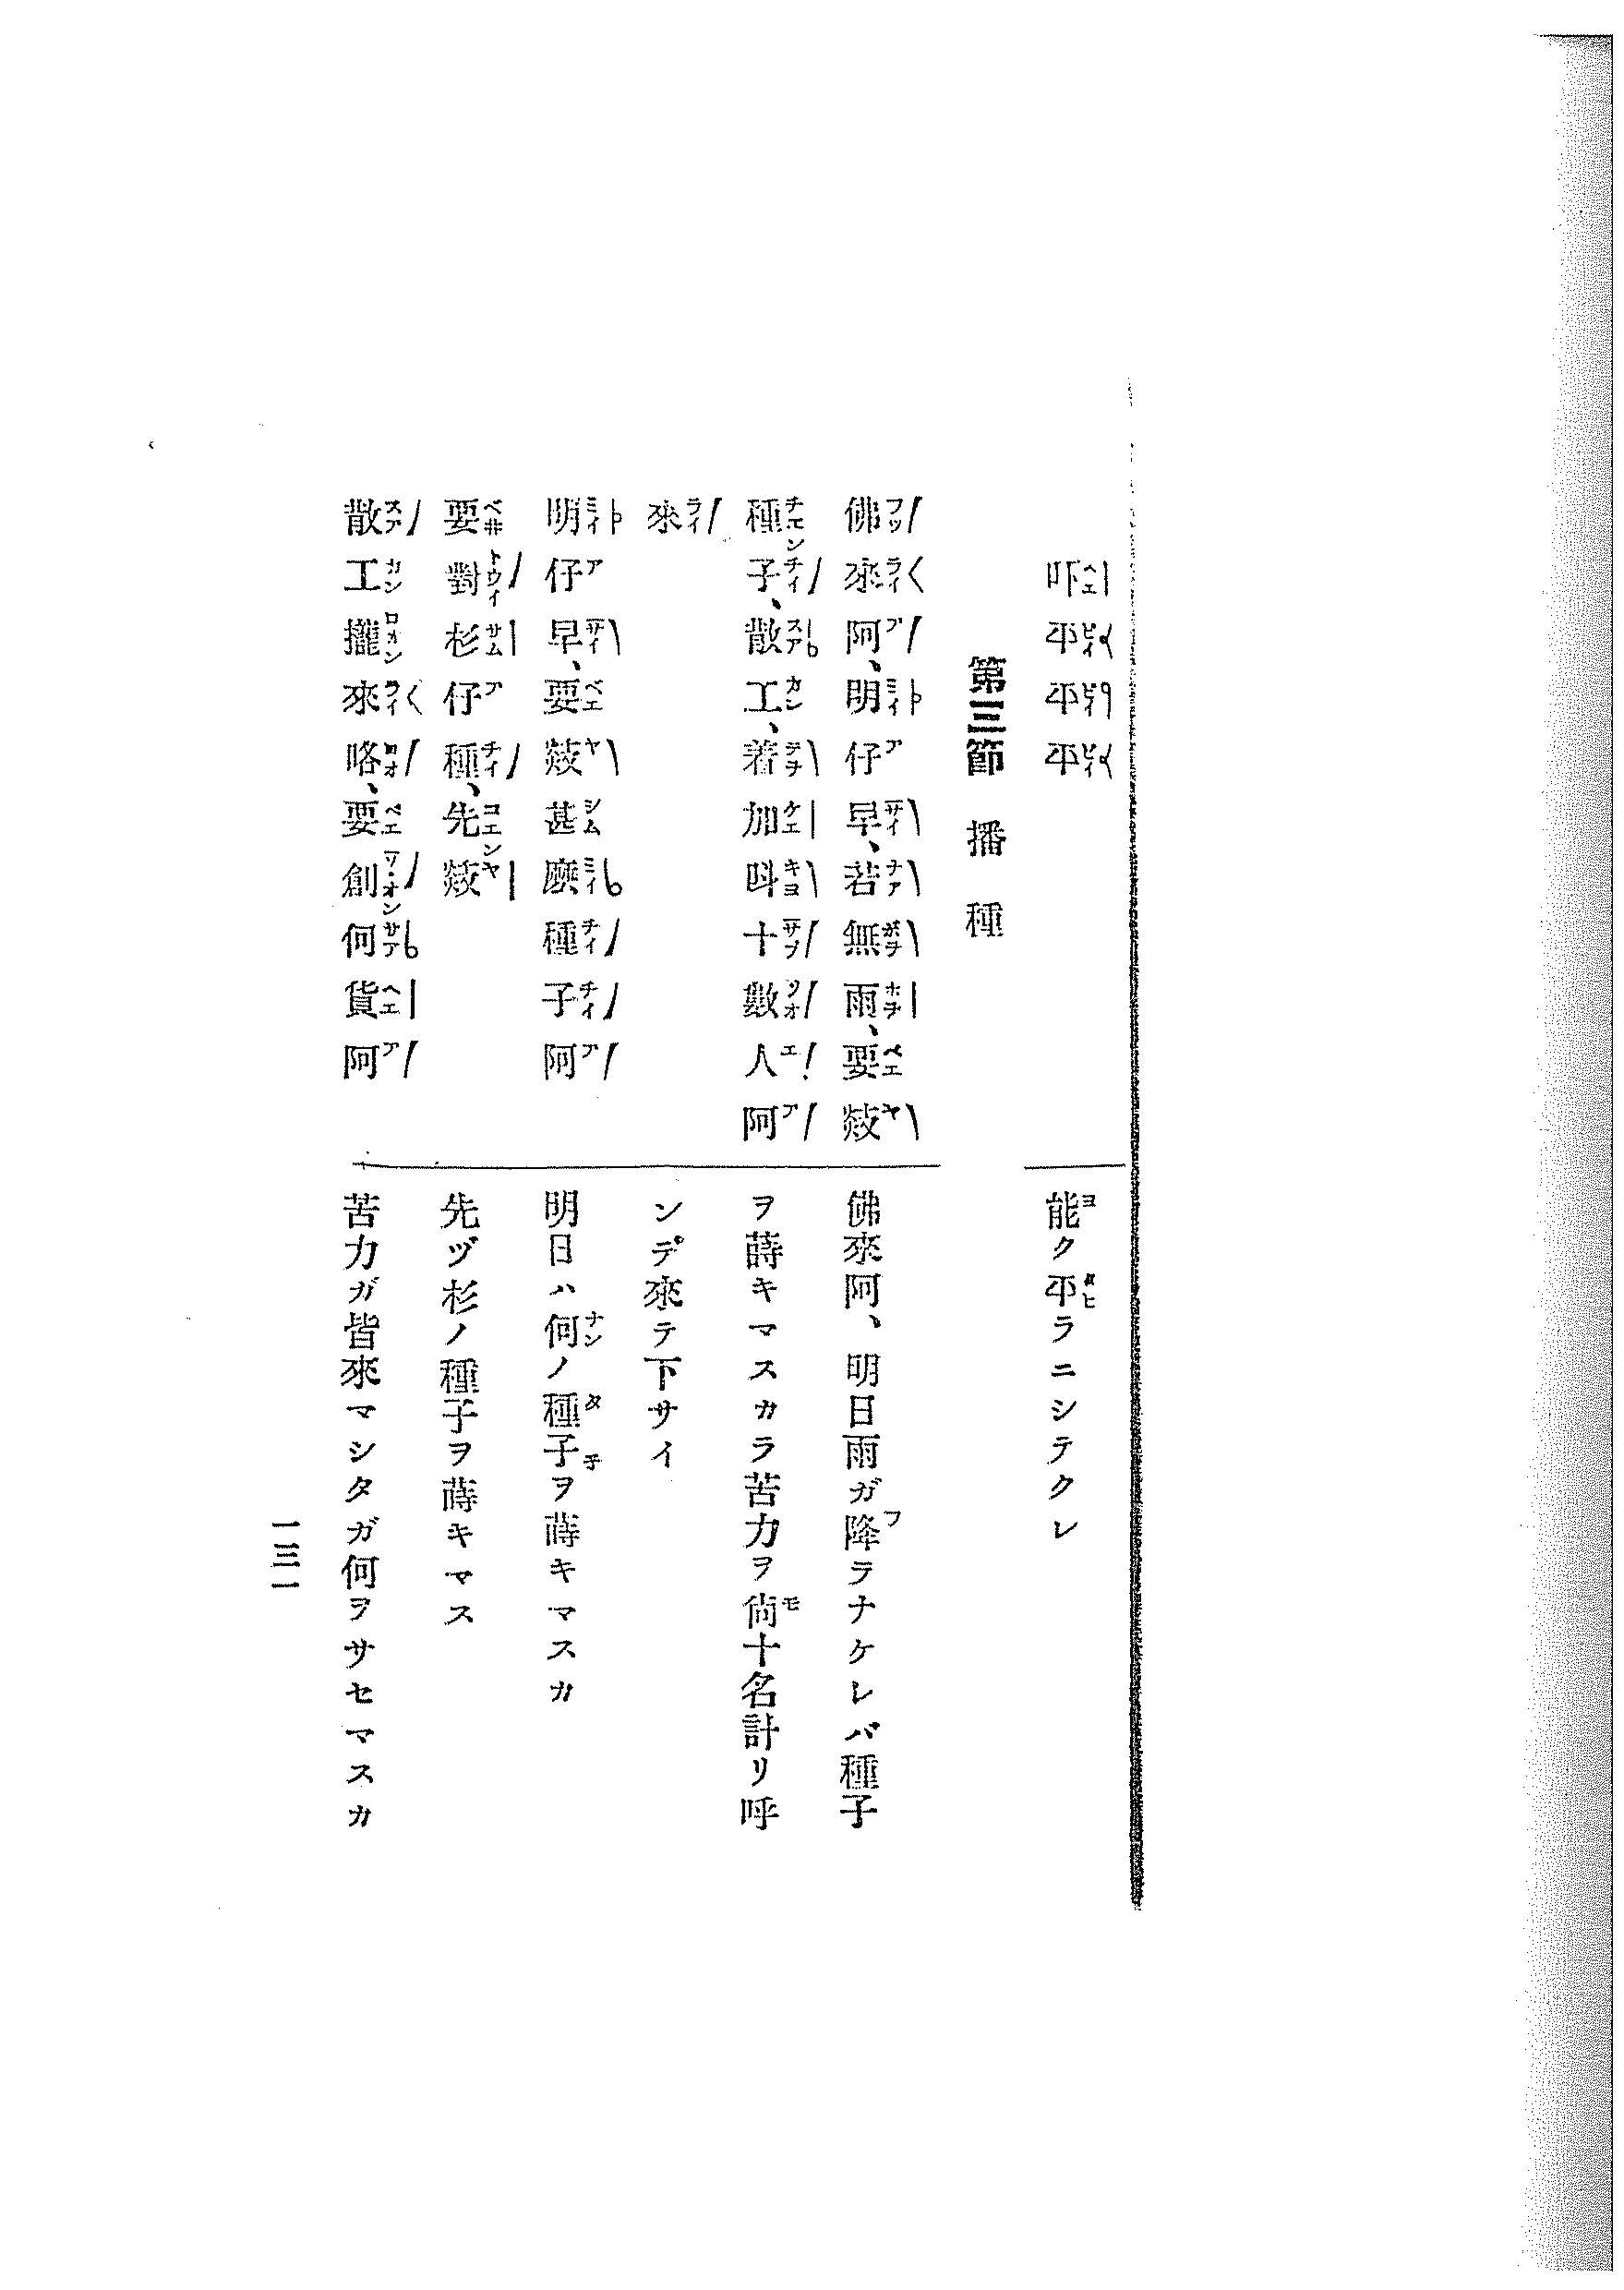 吓平平平
能ク平ラニシテクレ
第三節 播種
佛來阿、明仔早、若無雨、要蔉
佛來阿、明日雨ガ降ラナケレバ種子
種子、散工、着加叫十數人阿
ヲ蒔キマスカラ苦力ヲ尙十名計リ呼
來
ンデ來テ下サイ
明仔早、要蔉甚麽種子阿
明日ハ何ノ種子ヲ蒔キマスカ
要對杉仔種、先蔉
先ヅ杉ノ種子ヲ蒔キマス
散工攏來咯、要創何貨阿
苦力ガ皆來マシタガ何ヲサセマスカ
一三一